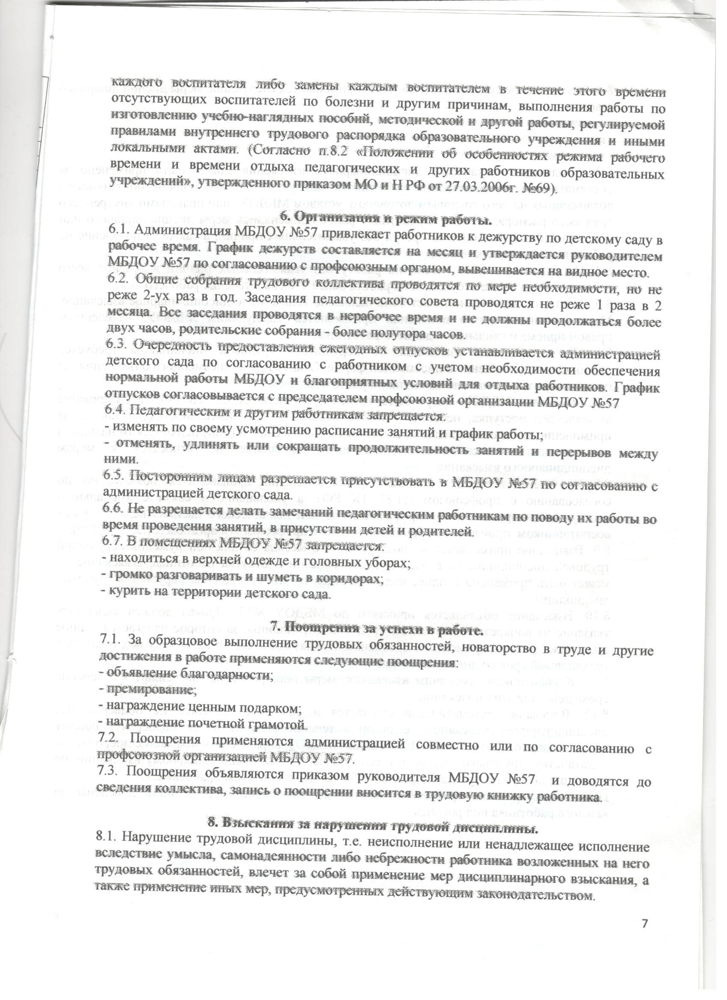 каждого воспитателя либо замены каждым воспитателем в течение этого времени
отсутствующих воспитателей по болезни и другим причинам, выполнения работы по
изготовлению учебно-наглядных пособий, методической и другой работы, регулируемой
правилами внутреннего трудового распорядка образовательного учреждения и иными
локальными актами. (Согласно п.8.2 «Положении об особенностях режима рабочего
времени и времени отдыха педагогических и других работников образовательных
учреждений», утвержденного приказом МО и Н РФ от 27.03.2006г. №69).
6. Организация и режим работы.
6.1. Администрация МБДОУ №57 привлекает работников к дежурству по детскому саду в
рабочее время. График дежурств составляется на месяц и утверждается руководителем
МБДОУ №57 по согласованию с профсоюзным органом, вывешивается на видное место.
6.2. Общие собрания трудового коллектива проводятся по мере необходимости, но не
реже 2-ух раз в год. Заседания педагогического совета проводятся не реже 1 раза в 2
месяца. Все заседания проводятся в нерабочее время и не должны продолжаться более
двух часов, родительские собрания - более полутора часов.
6.3. Очередность предоставления ежегодных отпусков устанавливается администрацией
детского сада по согласованию с работником с учетом необходимости обеспечения
нормальной работы МБДОУ и благоприятных условий для отдыха работников. График
отпусков согласовывается с председателем профсоюзной организации МБДОУ №57
6.4. Педагогическим и другим работникам запрещается:
- изменять по своему усмотрению расписание занятий и график работы;
- отменять, удлинять или сокращать продолжительность занятий и перерывов между
ними.
6.5. Посторонним лицам разрешается присутствовать в МБДОУ №57 по согласованию с
администрацией детского сада.
6.6. Не разрешается делать замечаний педагогическим работникам по поводу их работы во
время проведения занятий, в присутствии детей и родителей.
6.7. В помещениях МБДОУ №57 запрещается:
- находиться в верхней одежде и головных уборах;
- громко разговаривать и шуметь в коридорах;
- курить на территории детского сада.
7. Поощрения за успехи в работе.
7.1. За образцовое выполнение трудовых обязанностей, новаторство в труде и другие
достижения в работе применяются следующие поощрения:
- объявление благодарности;
- премирование;
- награждение ценным подарком;
- награждение почетной грамотой.
7.2. Поощрения применяются администрацией совместно или по согласованию с
профсоюзной организацией МБДОУ №57.
7.3. Поощрения объявляются приказом руководителя МБДОУ №57 и доводятся до
сведения коллектива, запись о поощрении вносится в трудовую книжку работника.
8. Взыскания за нарушения трудовой дисциплины.
8.1. Нарушение трудовой дисциплины, т.е. неисполнение или ненадлежащее исполнение
вследствие умысла, самонадеянности либо небрежности работника возложенных на него
трудовых обязанностей, влечет за собой применение мер дисциплинарного взыскания, а
также применение иных мер, предусмотренных действующим законодательством.
7